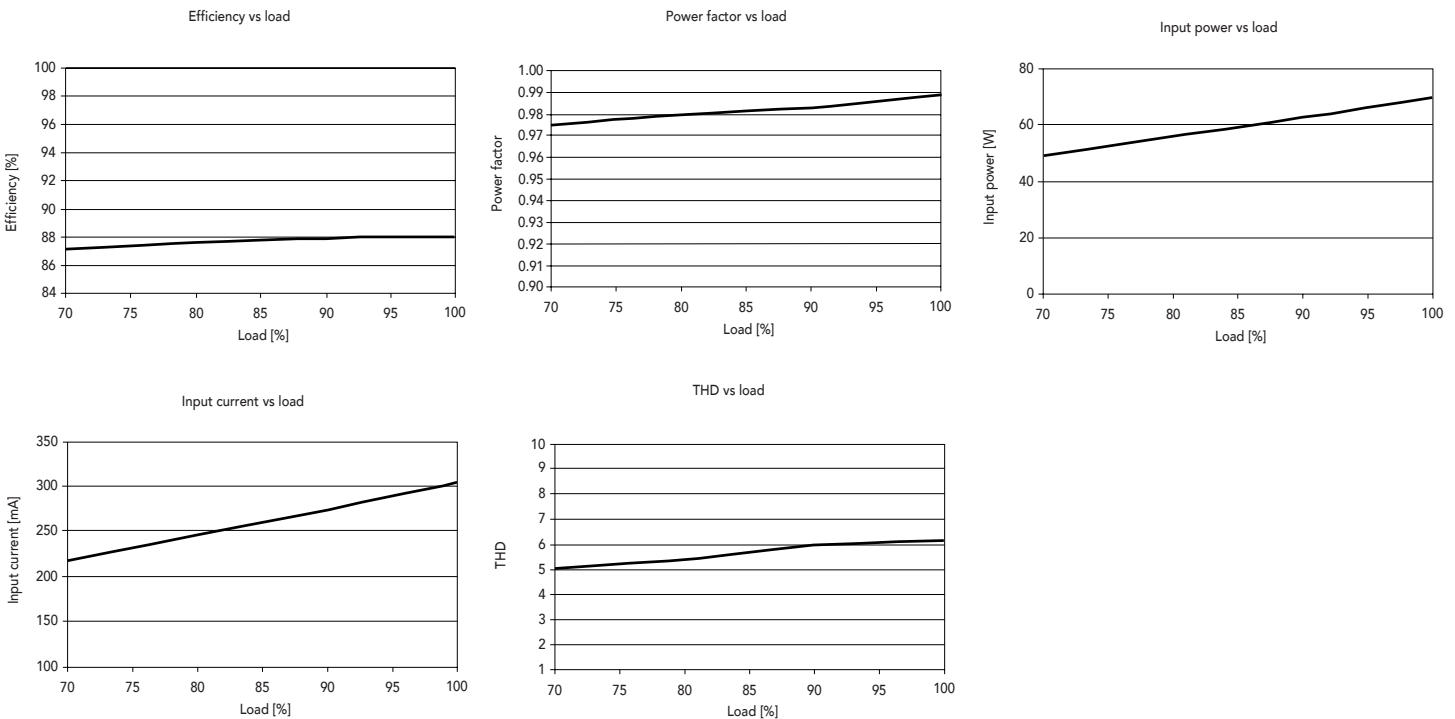 Efficiency vs load
Efficiency [%]
100
98
96
94
92
90
88
86
84
70 75 80 85 90 95 100
Load [%]
Power factor vs load
Power factor
1.00
0.99
0.98
0.97
0.96
0.95
0.94
0.93
0.92
0.91
0.90
70 75 80 85 90 95 100
Load [%]
Input power vs load
Input power [W]
80
60
40
20
0
70 75 80 85 90 95 100
Load [%]
Input current vs load
Input current [mA]
350
300
250
200
150
100
70 75 80 85 90 95 100
Load [%]
THD vs load
THD
10
9
8
7
6
5
4
3
2
1
70 75 80 85 90 95 100
Load [%]